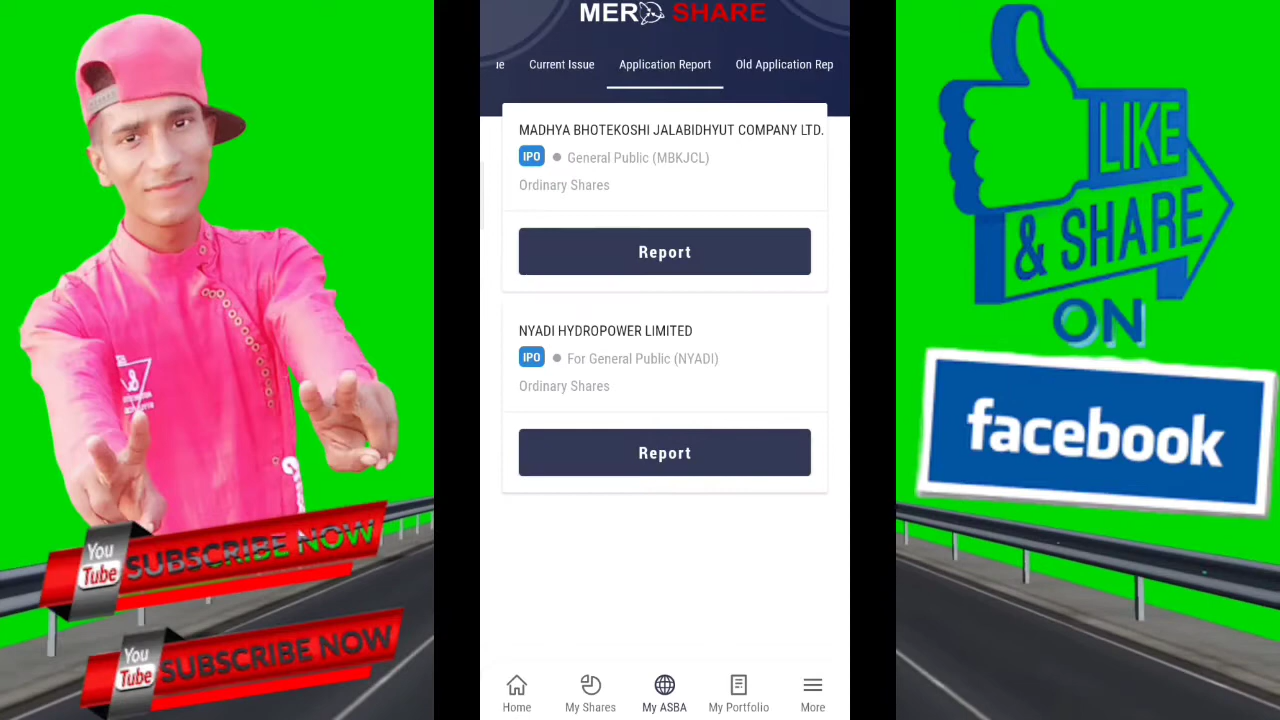 MERO SHARE
Current Issue
Application Report
Old Application Rep
MADHYA BHOTEKOSHI JALABIDHYUT COMPANY LTD.
IPO
General Public (MBKJCL)
Ordinary Shares
Report
NYADI HYDROPOWER LIMITED
IPO
For General Public (NYADI)
Ordinary Shares
Report
Home
My Shares
My ASBA
My Portfolio
More
You
Tube
SUBSCRIBE NOW
You
Tube
SUBSCRIBE NOW
LIKE
& SHARE
ON
facebook